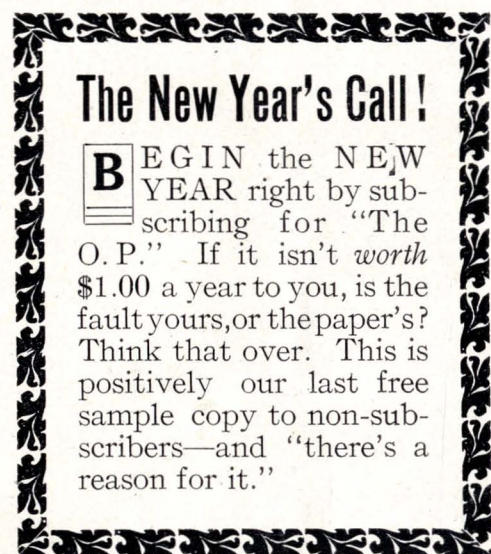 The New Year's Call!
BEGIN the NEW
YEAR right by sub-
scribing for "The
O. P." If it isn't worth
$1.00 a year to you, is the
fault yours, or the paper's?
Think that over. This is
positively our last free
sample copy to non-sub-
scribers—and "there's a
reason for it."